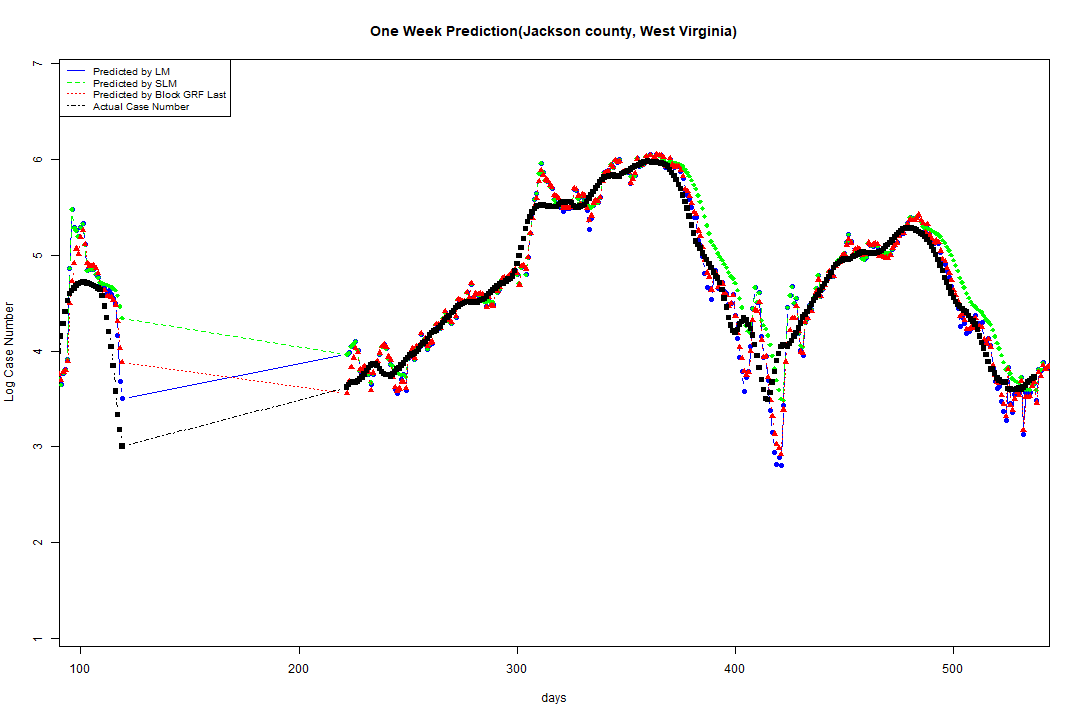 One Week Prediction(Jackson county, West Virginia)
7
Predicted by LM
Predicted by SLM
Predicted by Block GRF Last
Actual Case Number
6
5
4
3
2
1
Log Case Number
100 200 300 400 500
days